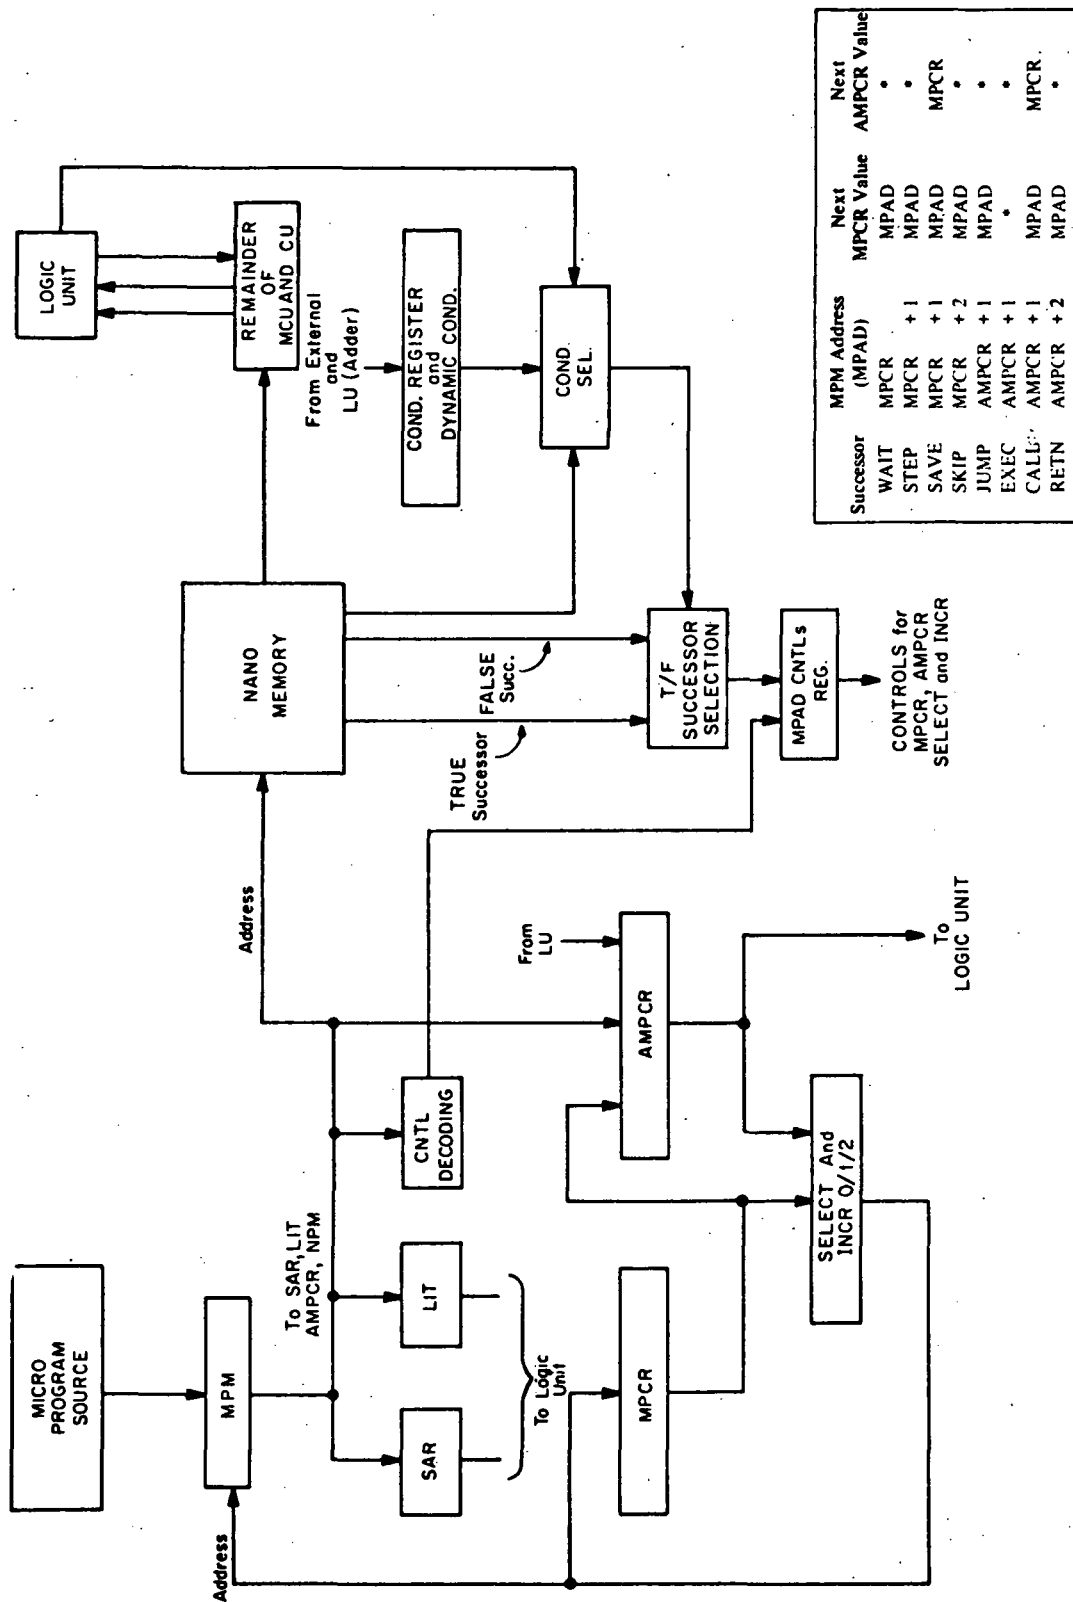 MICRO
PROGRAM
SOURCE
Address
MPM
To SAR, LIT
AMPCR, NPM
SAR
LIT
To Logic
Unit
CNTL
DECODING
MPCR
AMPCR
From
LU
SELECT And
INCR 0/1/2
To
LOGIC UNIT
Address
NANO
MEMORY
TRUE
Successor
FALSE
Succ.
T/F
SUCCESSOR
SELECTION
MPAD CNTLs
REG.
CONTROLS for
MPCR, AMPCR
SELECT and INCR
LOGIC
UNIT
REMAINDER
OF
MCU AND CU
From External
and
LU (Adder)
COND. REGISTER
and
DYNAMIC COND.
COND.
SEL.
MPM Address Next Next
Successor (MPAD) MPCR Value AMPCR Value
WAIT MPCR MPAD *
STEP MPCR + 1 MPAD *
SAVE MPCR + 1 MPAD MPCR
SKIP MPCR + 2 MPAD *
JUMP AMPCR + 1 MPAD *
EXEC AMPCR + 1 * *
CALL AMPCR + 1 MPAD MPCR
RETN AMPCR + 2 MPAD *